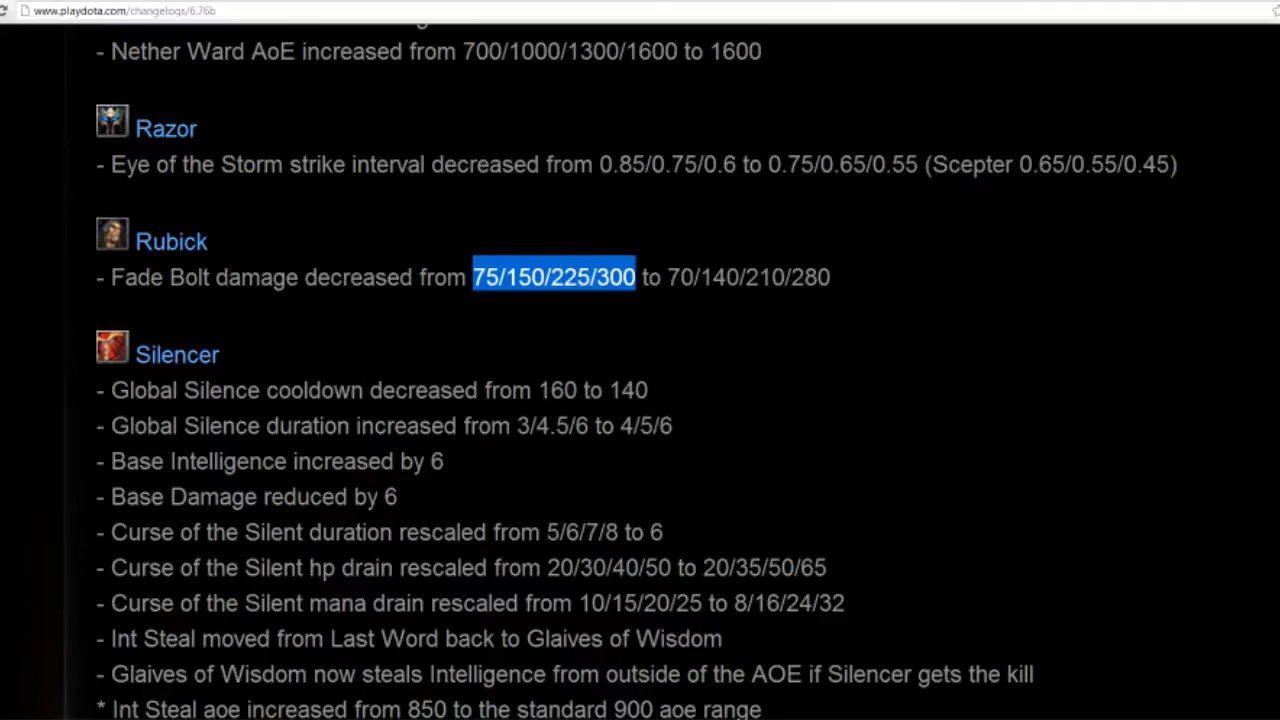 www.playdota.com/changelogs/6.76b
- Nether Ward AoE increased from 700/1000/1300/1600 to 1600
Razor
- Eye of the Storm strike interval decreased from 0.85/0.75/0.6 to 0.75/0.65/0.55 (Scepter 0.65/0.55/0.45)
Rubick
- Fade Bolt damage decreased from 75/150/225/300 to 70/140/210/280
Silencer
- Global Silence cooldown decreased from 160 to 140
- Global Silence duration increased from 3/4.5/6 to 4/5/6
- Base Intelligence increased by 6
- Base Damage reduced by 6
- Curse of the Silent duration rescaled from 5/6/7/8 to 6
- Curse of the Silent hp drain rescaled from 20/30/40/50 to 20/35/50/65
- Curse of the Silent mana drain rescaled from 10/15/20/25 to 8/16/24/32
- Int Steal moved from Last Word back to Glaives of Wisdom
- Glaives of Wisdom now steals Intelligence from outside of the AOE if Silencer gets the kill
* Int Steal aoe increased from 850 to the standard 900 aoe range